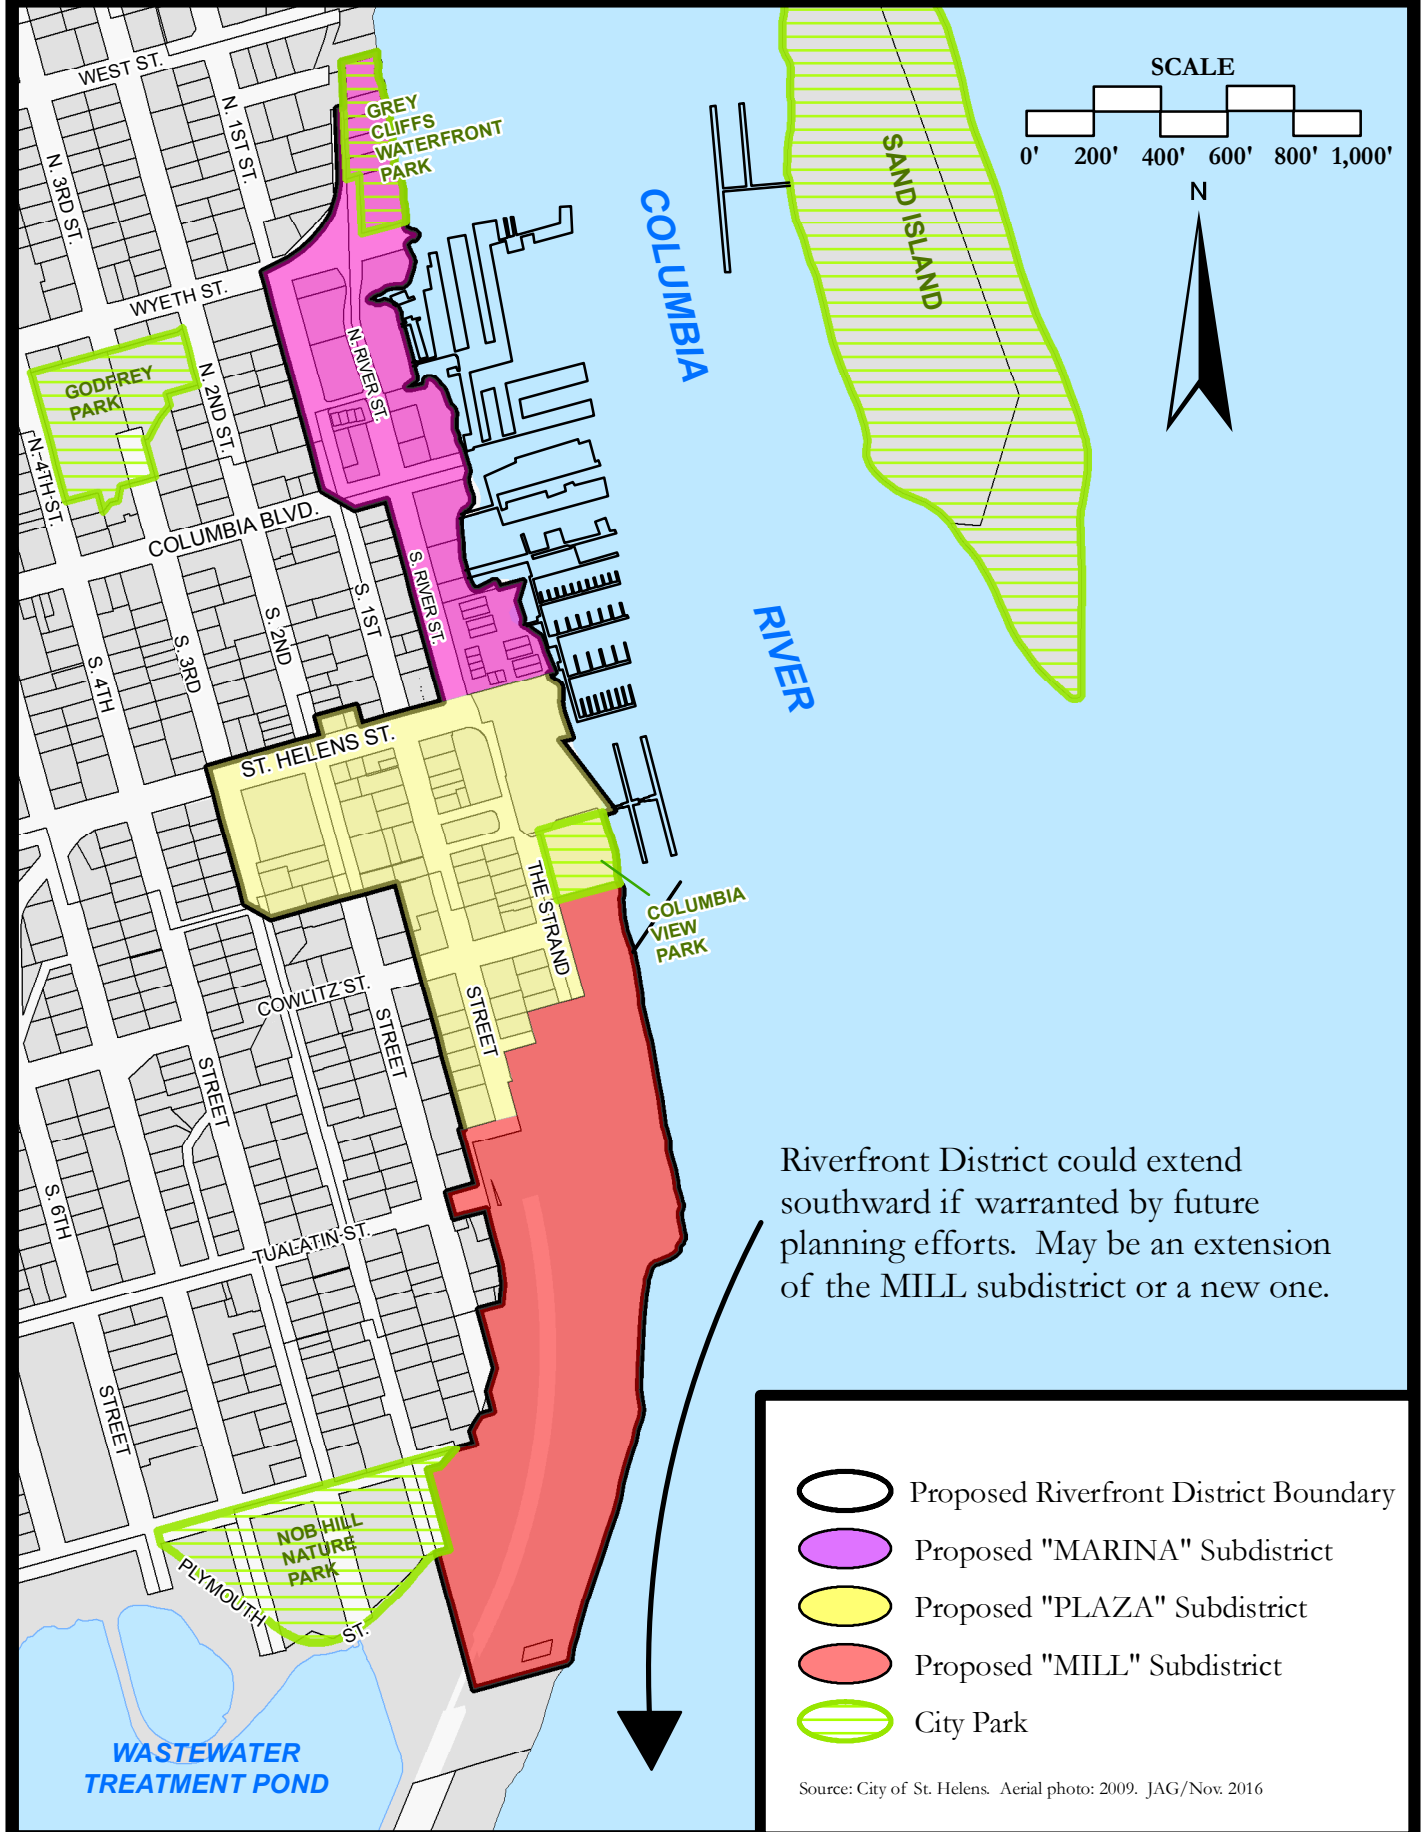 WEST ST.
N. 1ST ST.
N. 3RD ST.
GREY
CLIFFS
WATERFRONT
PARK
SCALE
0' 200' 400' 600' 800' 1,000'
N
SAND ISLAND
COLUMBIA
RIVER
WYETH ST.
N. RIVER ST.
GODFREY
PARK
N. 2ND ST.
N. 4TH ST.
COLUMBIA BLVD.
S. RIVER ST.
S. 1ST
S. 2ND
S. 3RD
S. 4TH
ST. HELENS ST.
THE STRAND
COLUMBIA
VIEW
PARK
COWLITZ ST.
STREET
STREET
STREET
S. 6TH
TUALATIN ST.
STREET
Riverfront District could extend
southward if warranted by future
planning efforts. May be an extension
of the MILL subdistrict or a new one.
NOB HILL
NATURE
PARK
PLYMOUTH
ST.
WASTEWATER
TREATMENT POND
Proposed Riverfront District Boundary
Proposed "MARINA" Subdistrict
Proposed "PLAZA" Subdistrict
Proposed "MILL" Subdistrict
City Park
Source: City of St. Helens. Aerial photo: 2009. JAG/Nov. 2016